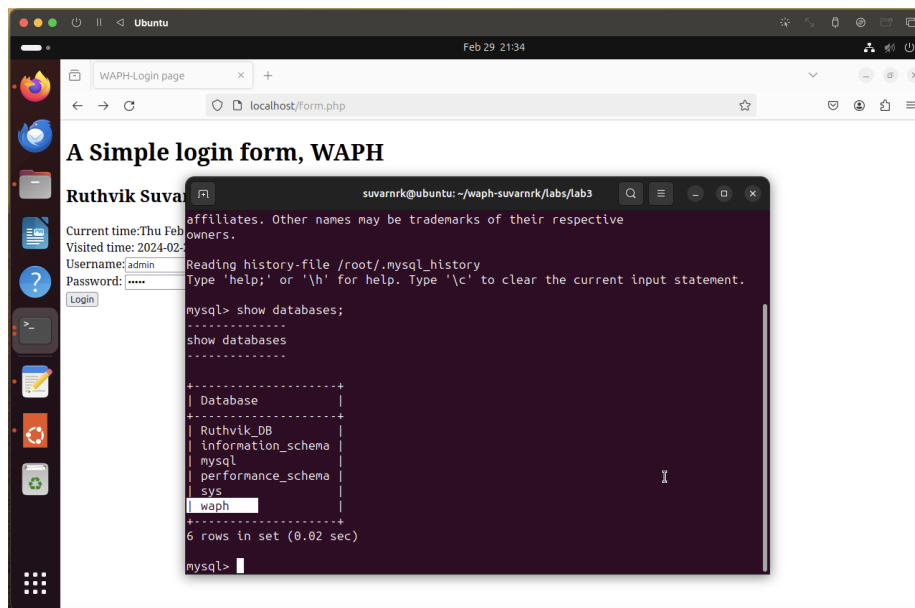 Ubuntu
Feb 29 21:34
WAPH-Login page
localhost/form.php
A Simple login form, WAPH
Ruthvik
Current time:Thu Feb
Visited time: 2024-02-
Username: admin
Password: •••••
Login
suvarnrk@ubuntu: ~/waph-suvarnrk/labs/lab3
affiliates. Other names may be trademarks of their respective
owners.
Reading history-file /root/.mysql_history
Type 'help;' or '\h' for help. Type '\c' to clear the current input statement.
mysql> show databases;
--------------
show databases
--------------
+--------------------+
| Database           |
+--------------------+
| Ruthvik_DB         |
| information_schema |
| mysql              |
| performance_schema |
| sys                |
| waph               |
+--------------------+
6 rows in set (0.02 sec)
mysql>